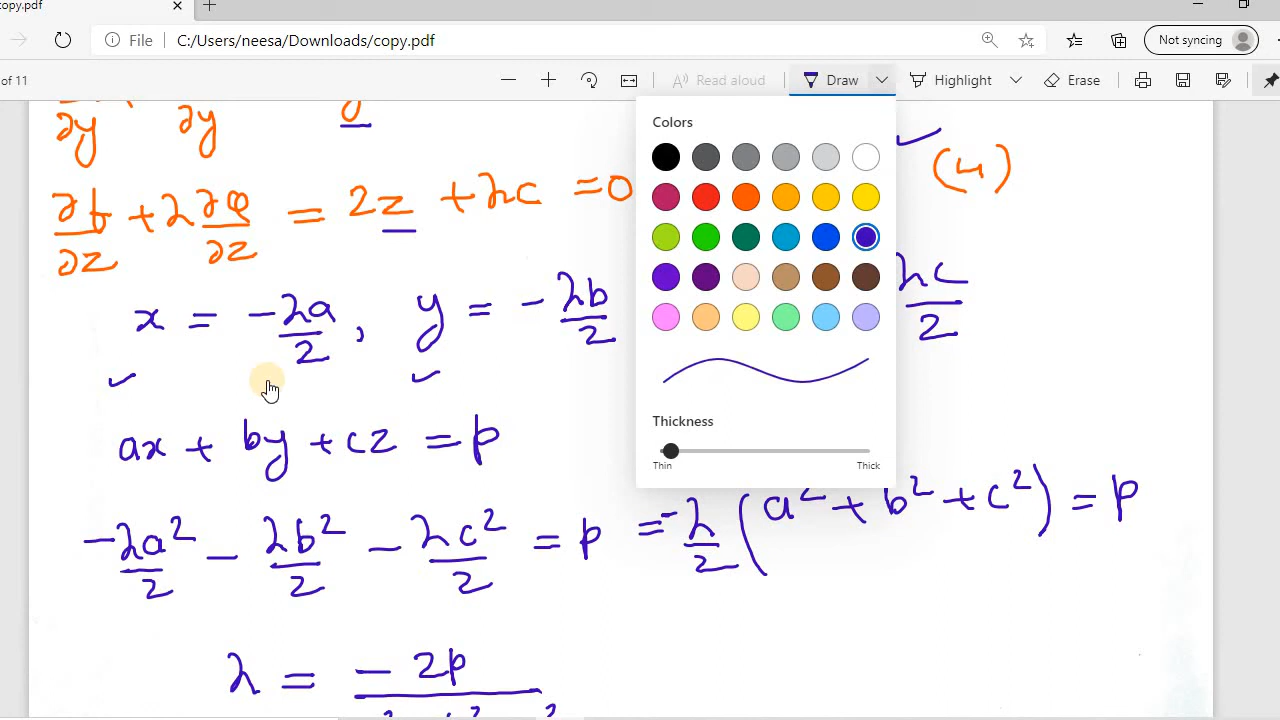 copy.pdf
File C:/Users/neesa/Downloads/copy.pdf Not syncing
of 11 Read aloud Draw Highlight Erase
∂y ∂y
Colors
(4)
∂f/∂z + λ ∂φ/∂z = 2z + λc = 0
x = -λa/2 , y = -λb/2 λc/2
ax + by + cz = p
Thickness
Thin Thick
-λa²/2 - λb²/2 - λc²/2 = p = -λ/2 (a² + b² + c²) = p
λ = -2p